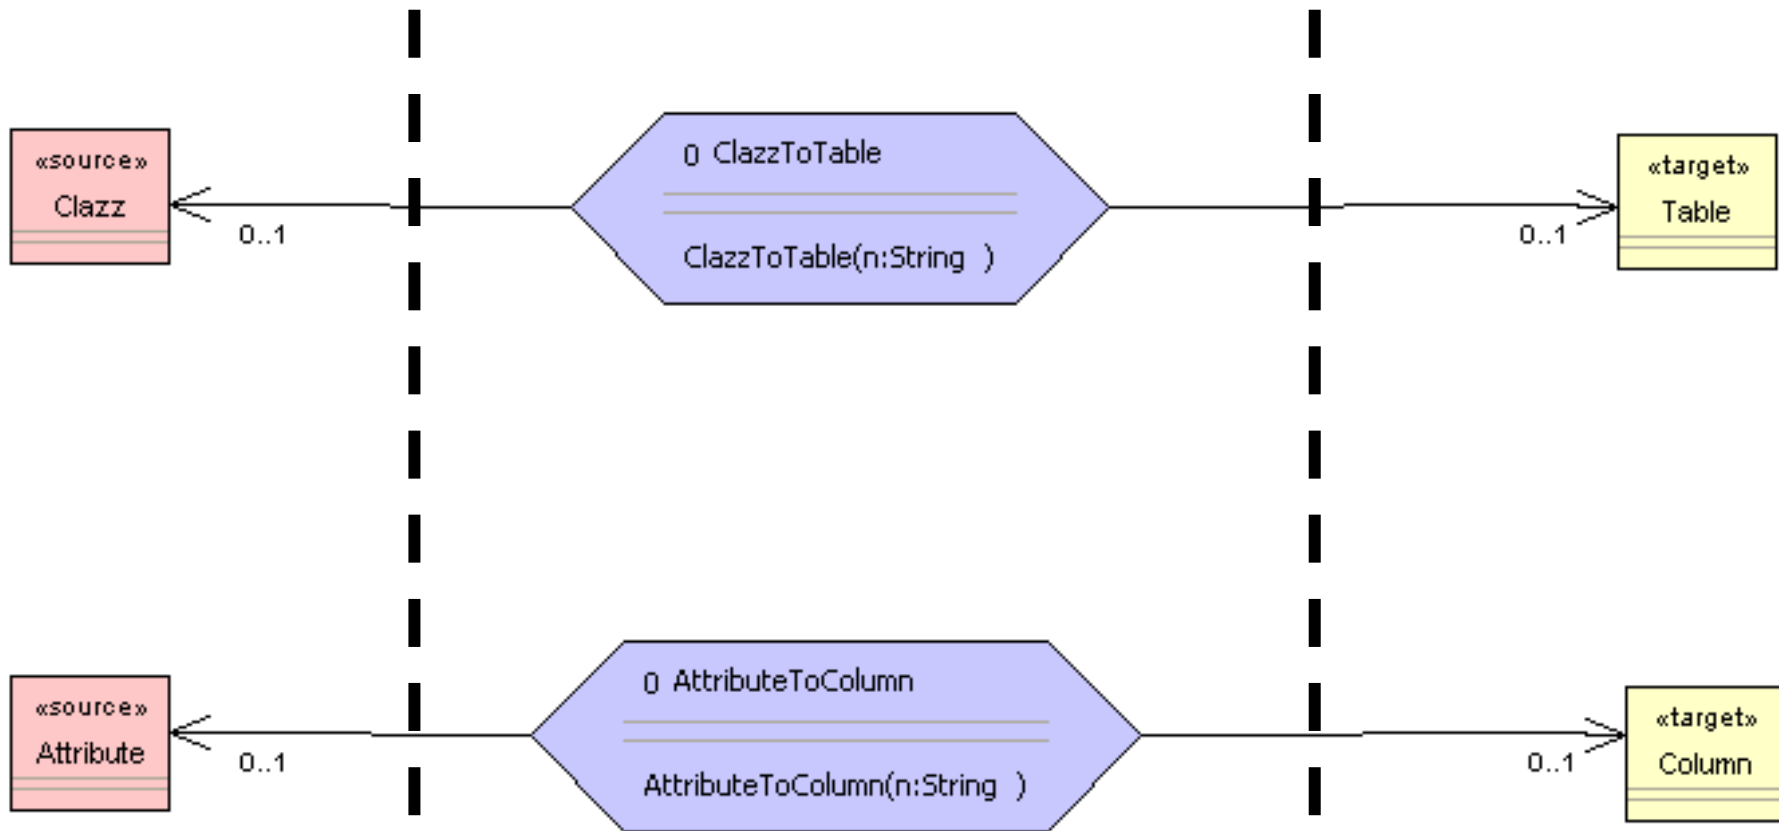 «source»
Clazz
0..1
0 ClazzToTable
ClazzToTable(n:String )
0..1
«target»
Table
«source»
Attribute
0..1
0 AttributeToColumn
AttributeToColumn(n:String )
0..1
«target»
Column